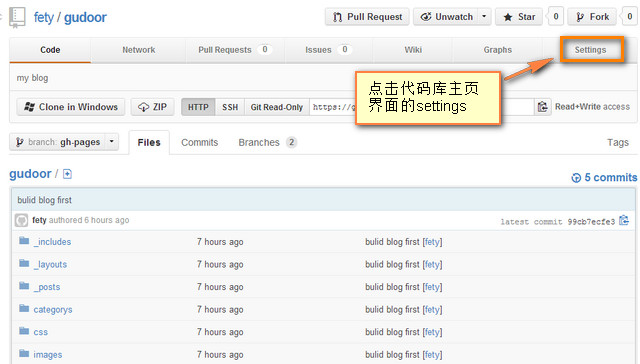 fety / gudoor
Pull Request Unwatch Star 0 Fork 0
Code Network Pull Requests 0 Issues 0 Wiki Graphs Settings
my blog
点击代码库主页
界面的settings
Clone in Windows ZIP HTTP SSH Git Read-Only https://g Read+Write access
branch: gh-pages Files Commits Branches 2 Tags
gudoor / 5 commits
bulid blog first
fety authored 6 hours ago latest commit 99cb7ecfe3
_includes 7 hours ago bulid blog first [fety]
_layouts 7 hours ago bulid blog first [fety]
_posts 7 hours ago bulid blog first [fety]
categorys 7 hours ago bulid blog first [fety]
css 7 hours ago bulid blog first [fety]
images 7 hours ago bulid blog first [fety]